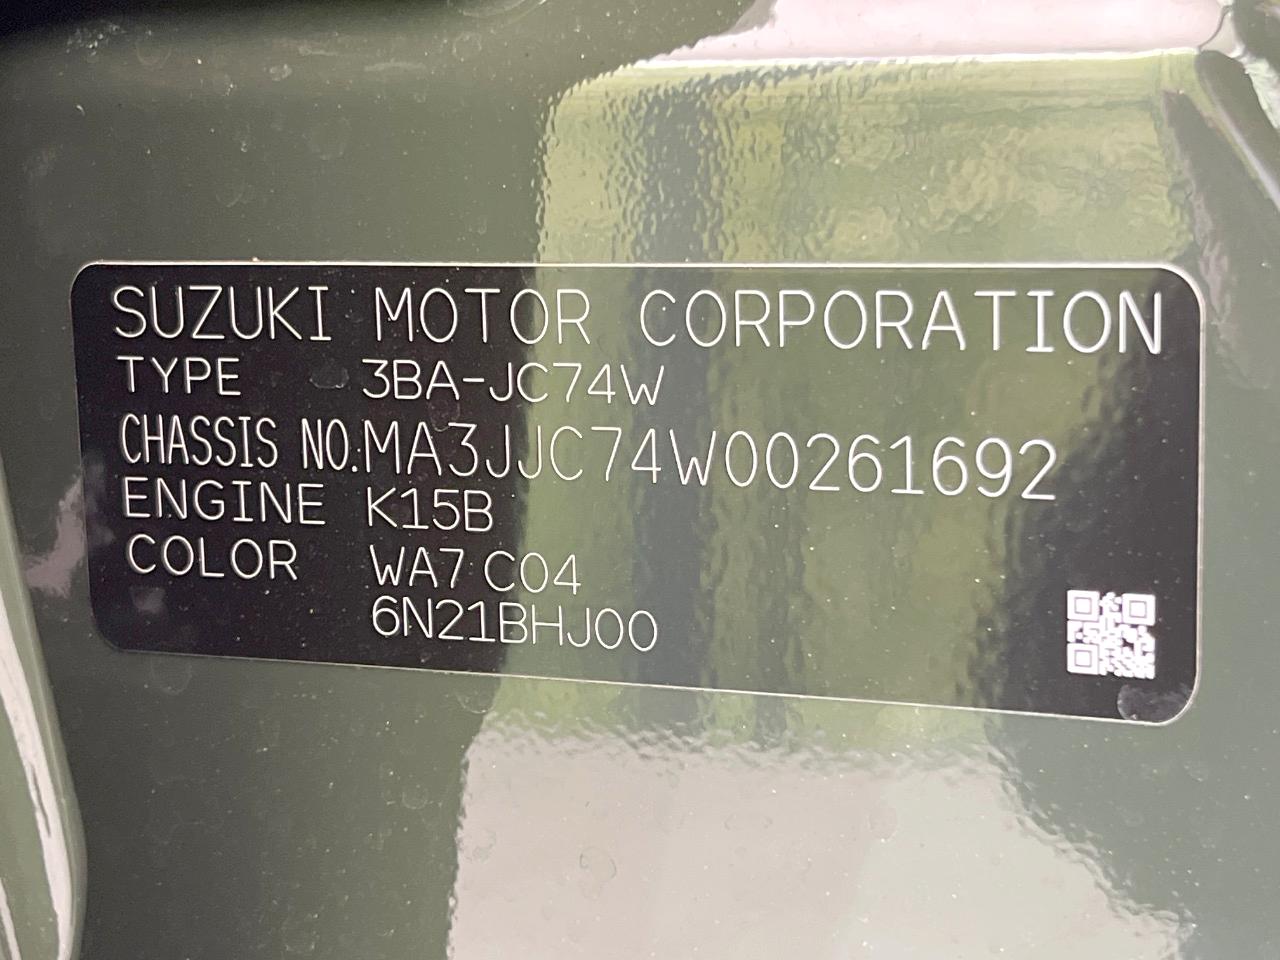 SUZUKI MOTOR CORPORATION
TYPE 3BA-JC74W
CHASSIS NO.:MA3JJC74W00261692
ENGINE K15B
COLOR WA7 C04
6N21BHJ00